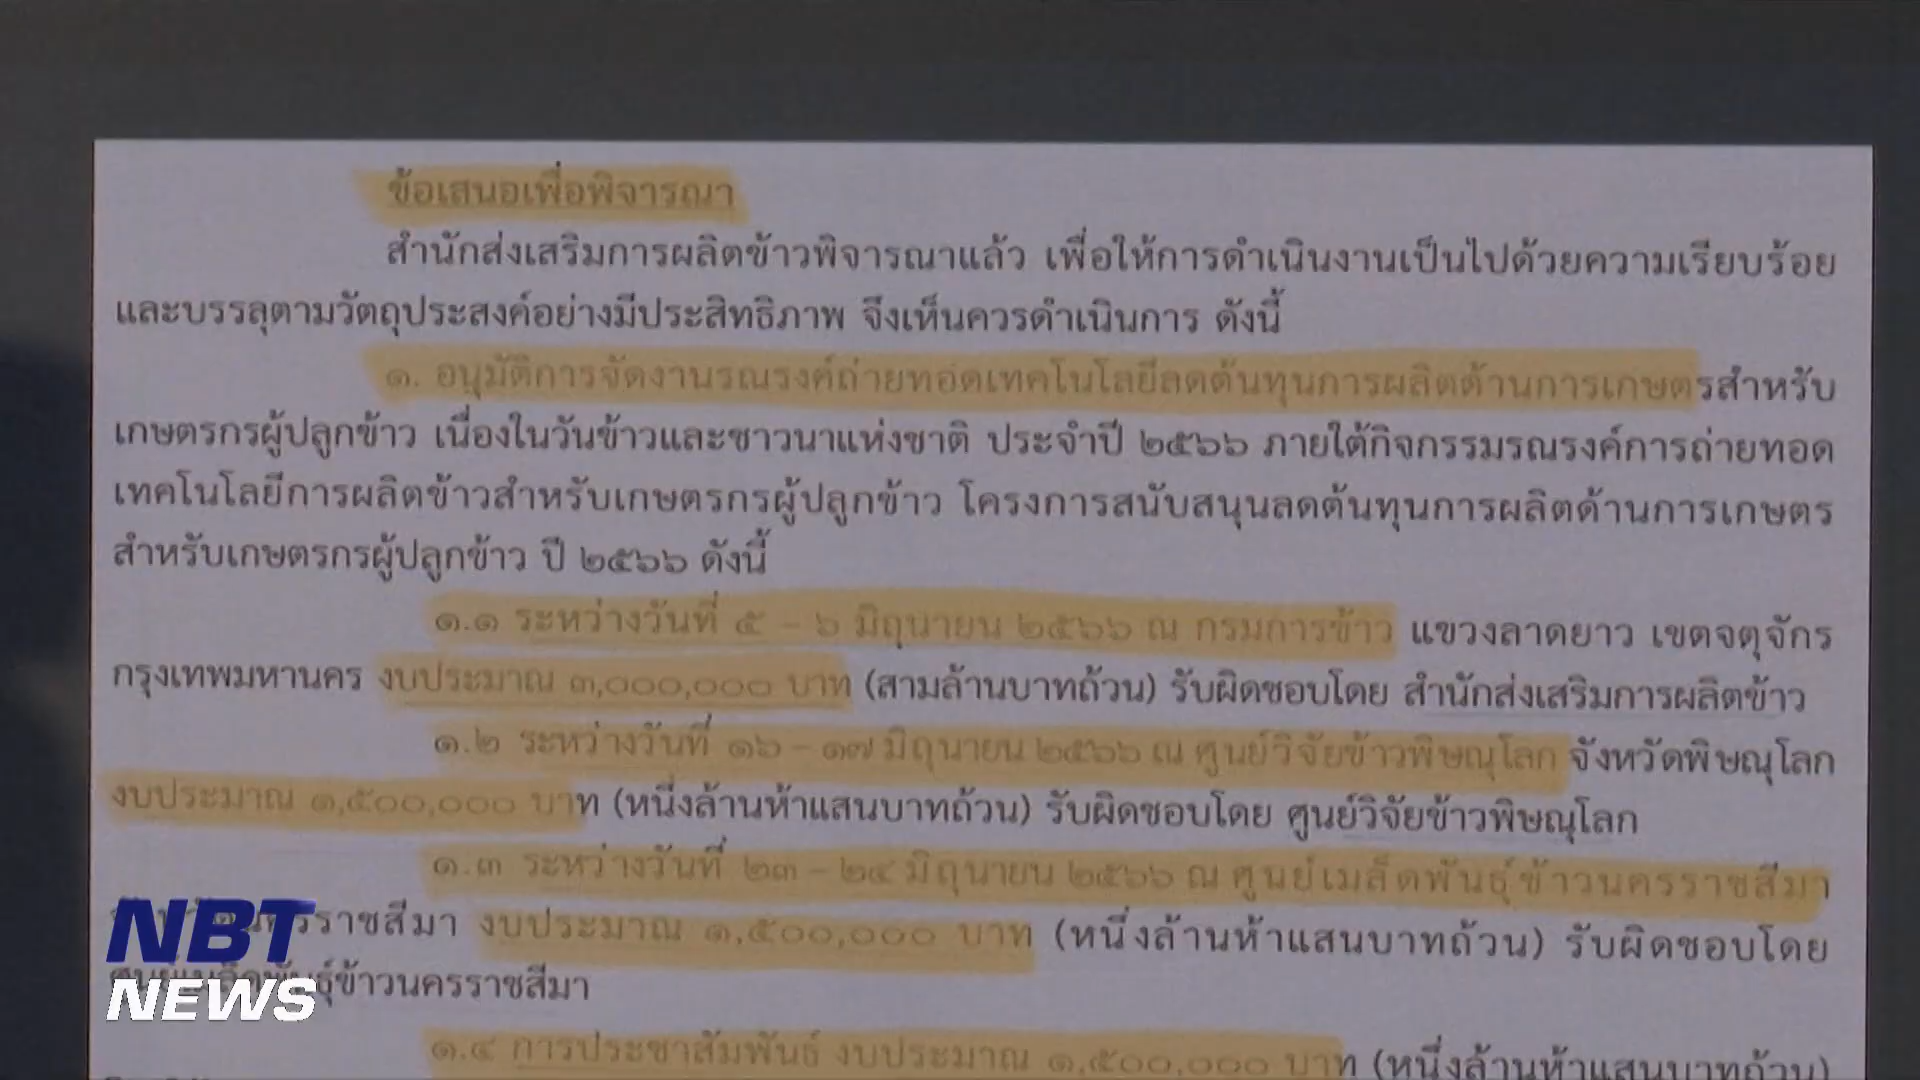 ข้อเสนอเพื่อพิจารณา
สำนักส่งเสริมการผลิตข้าวพิจารณาแล้ว เพื่อให้การดำเนินงานเป็นไปด้วยความเรียบร้อย
และบรรลุตามวัตถุประสงค์อย่างมีประสิทธิภาพ จึงเห็นควรดำเนินการ ดังนี้
๑. อนุมัติการจัดงานรณรงค์ถ่ายทอดเทคโนโลยีลดต้นทุนการผลิตด้านการเกษตรสำหรับ
เกษตรกรผู้ปลูกข้าว เนื่องในวันข้าวและชาวนาแห่งชาติ ประจำปี ๒๕๖๖ ภายใต้กิจกรรมรณรงค์การถ่ายทอด
เทคโนโลยีการผลิตข้าวสำหรับเกษตรกรผู้ปลูกข้าว โครงการสนับสนุนลดต้นทุนการผลิตด้านการเกษตร
สำหรับเกษตรกรผู้ปลูกข้าว ปี ๒๕๖๖ ดังนี้
๑.๑ ระหว่างวันที่ ๕ - ๖ มิถุนายน ๒๕๖๖ ณ กรมการข้าว แขวงลาดยาว เขตจตุจักร
กรุงเทพมหานคร งบประมาณ ๓,๐๐๐,๐๐๐ บาท (สามล้านบาทถ้วน) รับผิดชอบโดย สำนักส่งเสริมการผลิตข้าว
๑.๒ ระหว่างวันที่ ๑๖ - ๑๗ มิถุนายน ๒๕๖๖ ณ ศูนย์วิจัยข้าวพิษณุโลก จังหวัดพิษณุโลก
งบประมาณ ๑,๕๐๐,๐๐๐ บาท (หนึ่งล้านห้าแสนบาทถ้วน) รับผิดชอบโดย ศูนย์วิจัยข้าวพิษณุโลก
๑.๓ ระหว่างวันที่ ๒๓ - ๒๔ มิถุนายน ๒๕๖๖ ณ ศูนย์เมล็ดพันธุ์ข้าวนครราชสีมา
จังหวัดนครราชสีมา งบประมาณ ๑,๕๐๐,๐๐๐ บาท (หนึ่งล้านห้าแสนบาทถ้วน) รับผิดชอบโดย
ศูนย์เมล็ดพันธุ์ข้าวนครราชสีมา
๑.๔ การประชาสัมพันธ์ งบประมาณ ๑,๕๐๐,๐๐๐ บาท (หนึ่งล้านห้าแสนบาทถ้วน)
NBT
NEWS